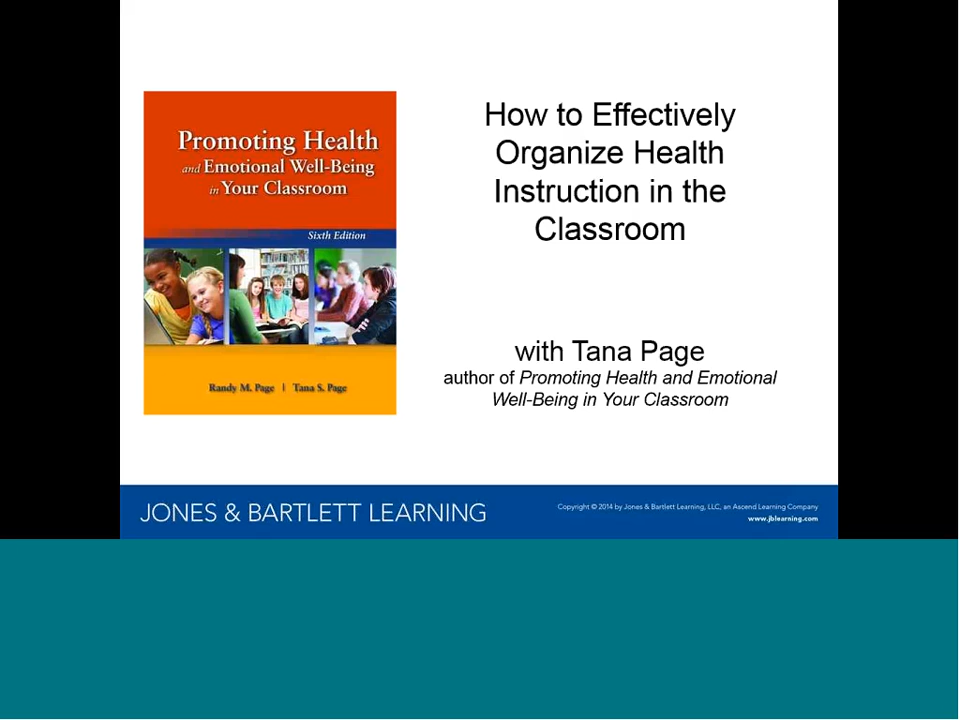 Promoting Health
and Emotional Well-Being
in Your Classroom
Sixth Edition
Randy M. Page | Tana S. Page
How to Effectively
Organize Health
Instruction in the
Classroom
with Tana Page
author of Promoting Health and Emotional
Well-Being in Your Classroom
JONES & BARTLETT LEARNING
Copyright © 2014 by Jones & Bartlett Learning, LLC, an Ascend Learning Company
www.jblearning.com